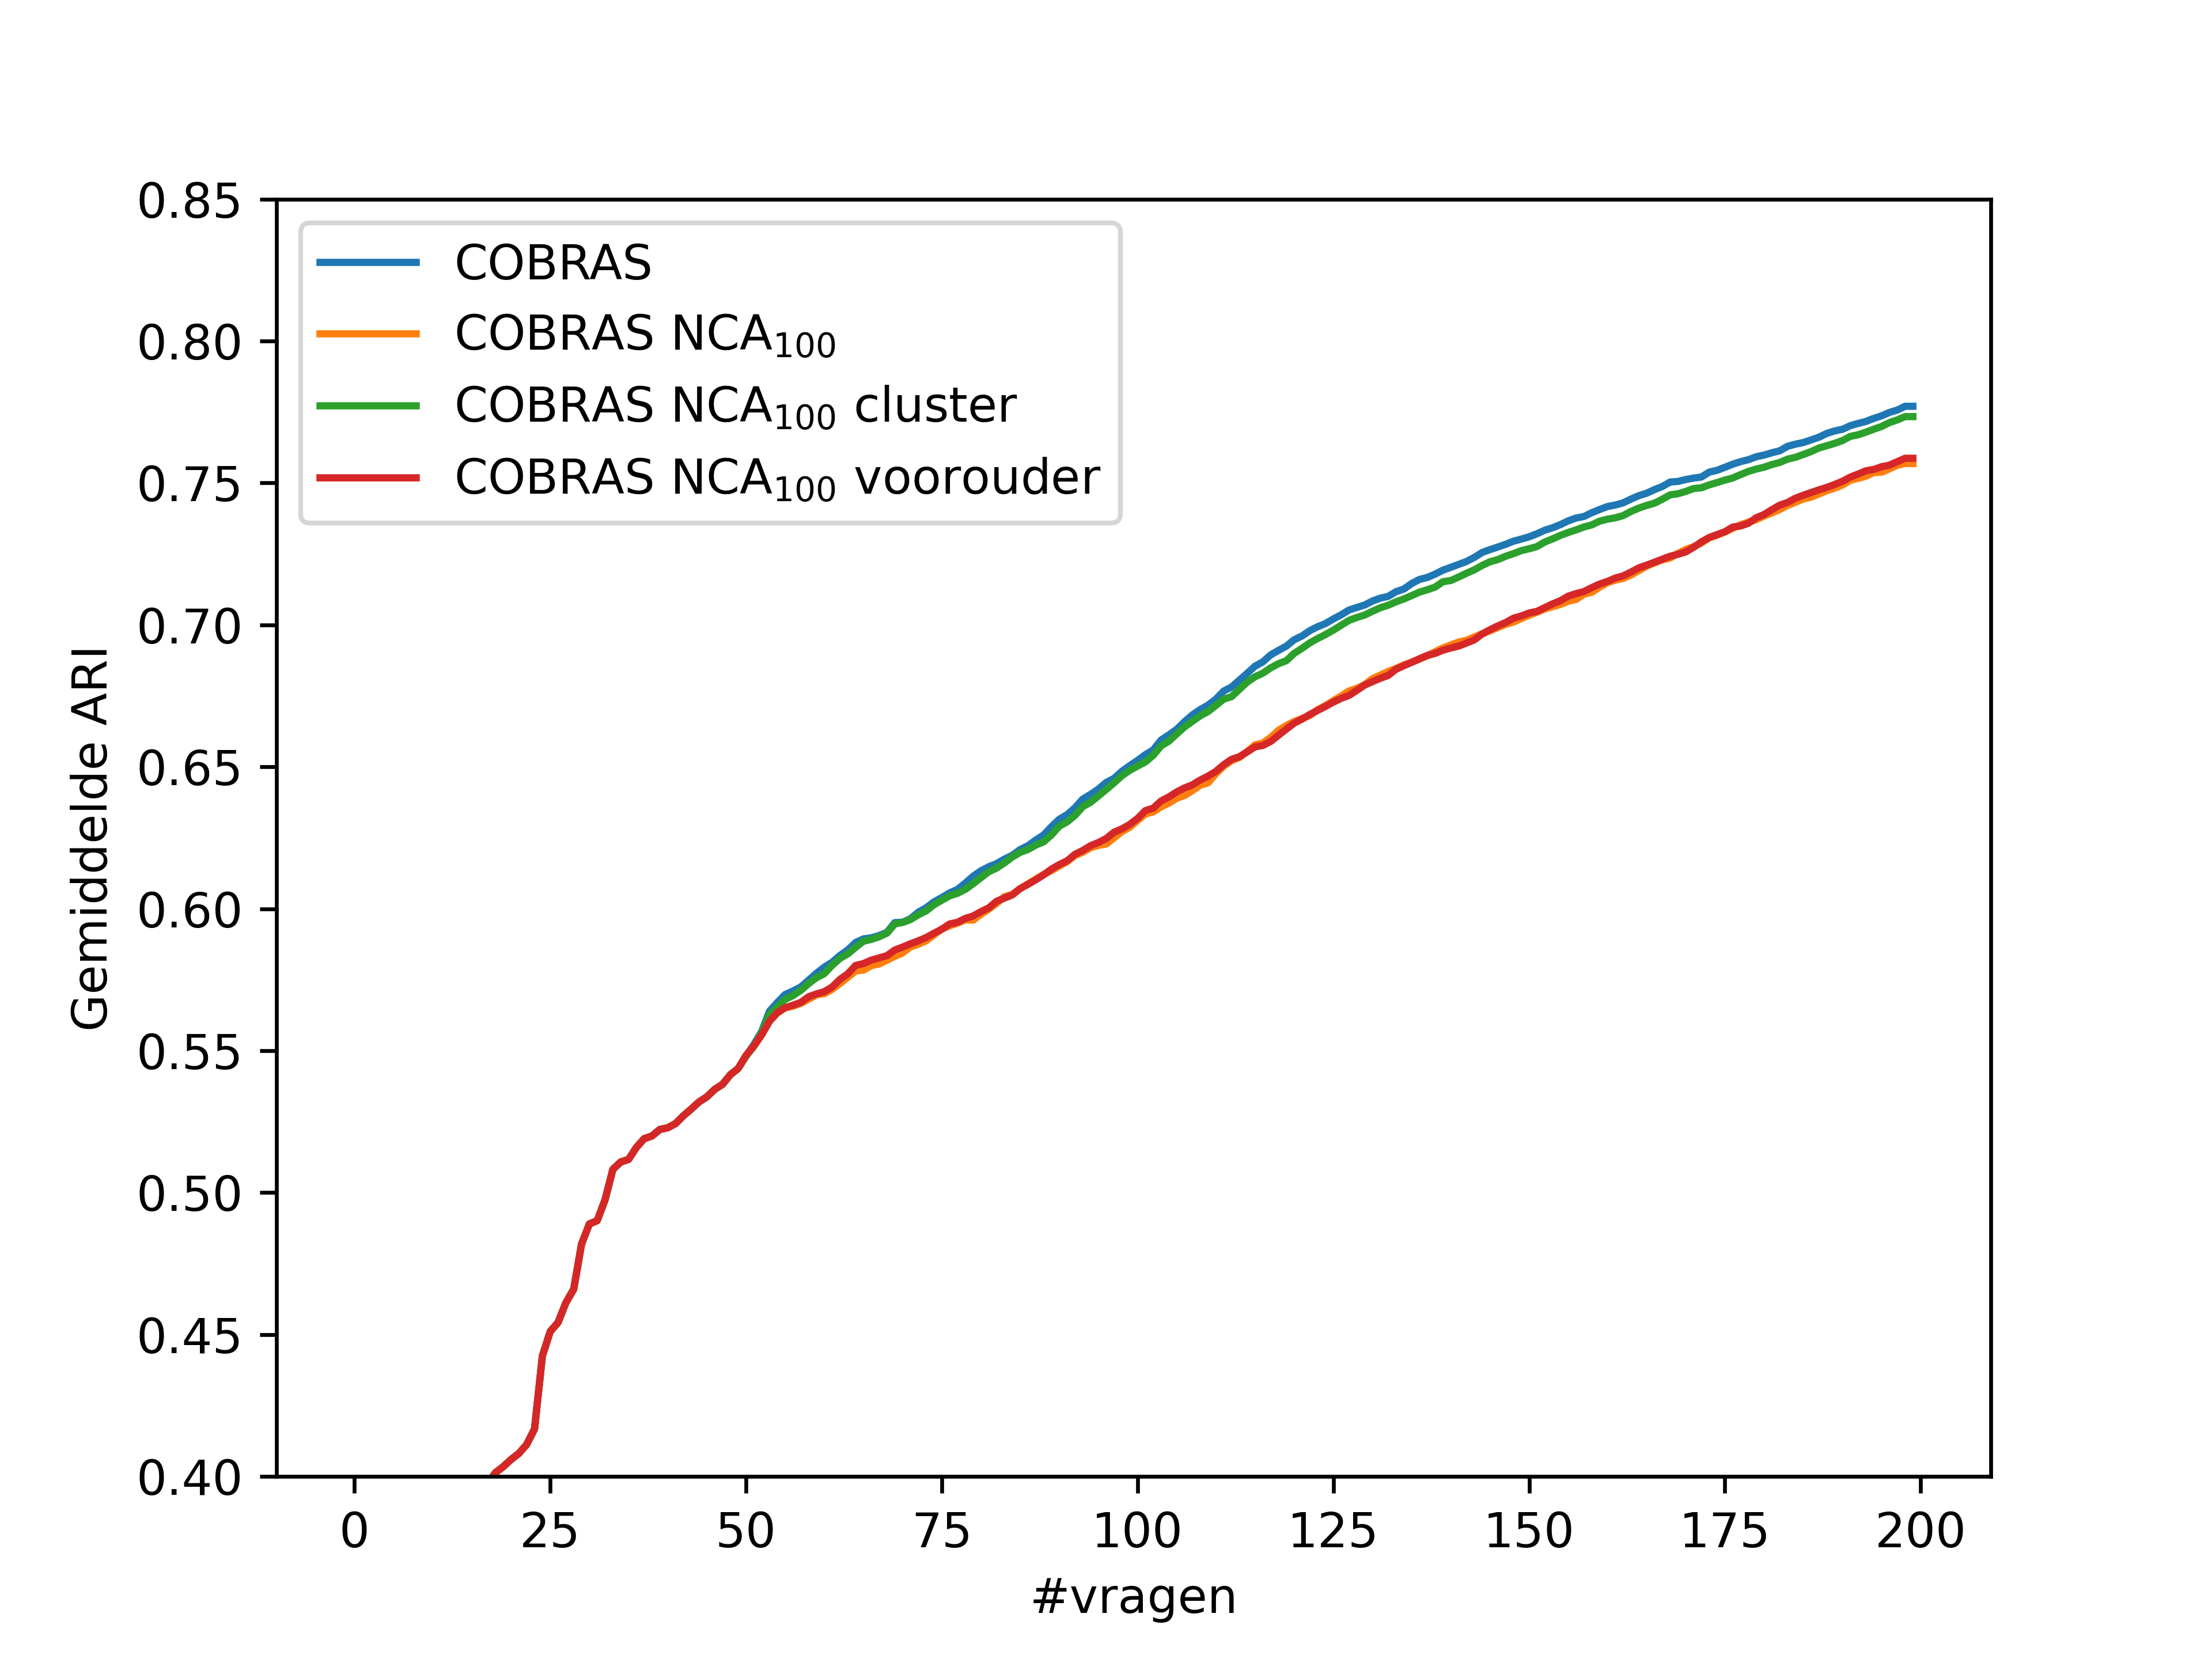 0.85
0.80
0.75
0.70
0.65
0.60
0.55
0.50
0.45
0.40
Gemiddelde ARI
COBRAS
COBRAS NCA₁₀₀
COBRAS NCA₁₀₀ cluster
COBRAS NCA₁₀₀ voorouder
0 25 50 75 100 125 150 175 200
#vragen